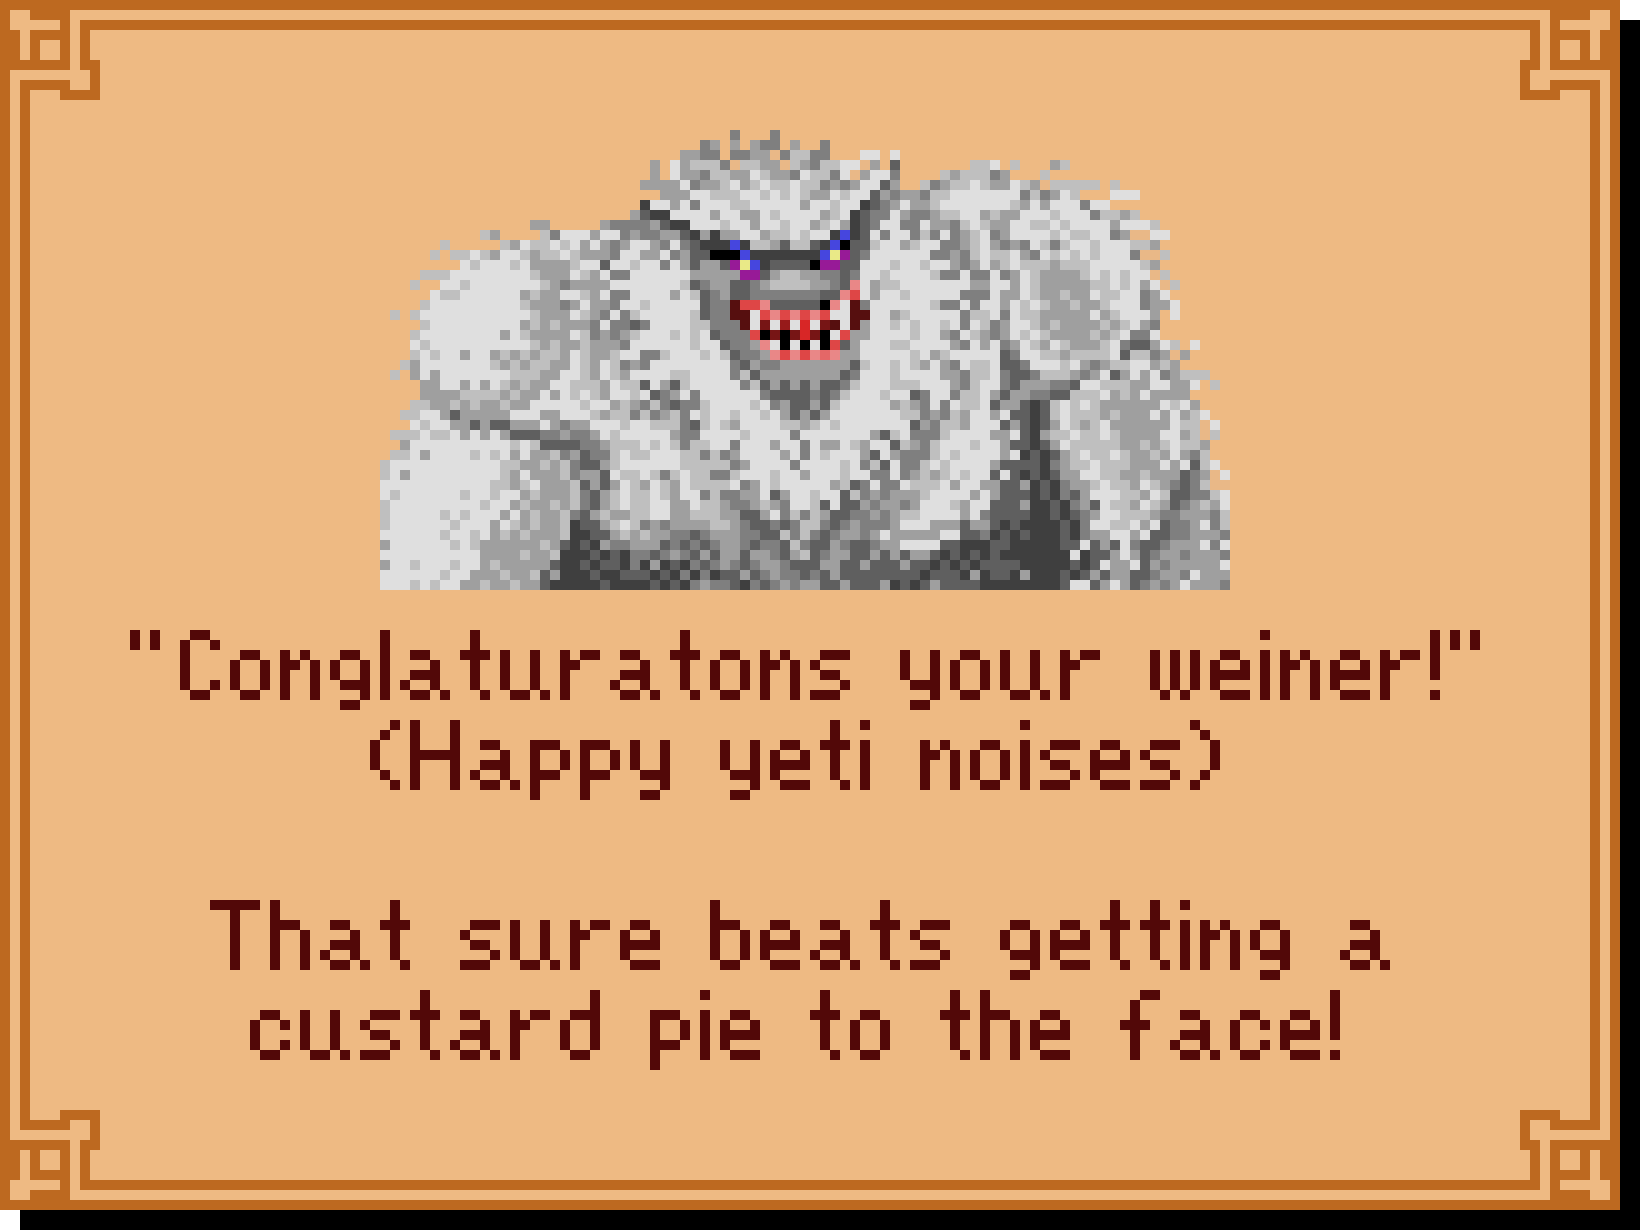 "Conglaturatons your weiner!"
(Happy yeti noises)
That sure beats getting a
custard pie to the face!